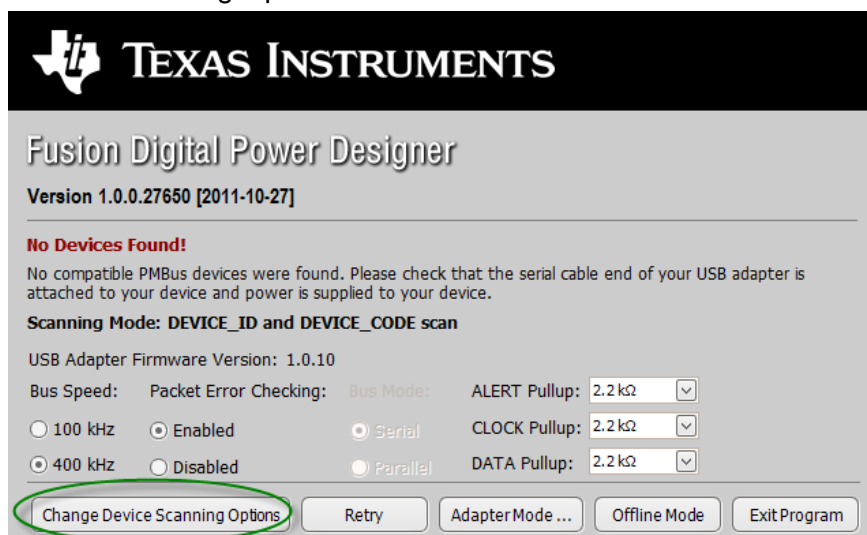 TEXAS INSTRUMENTS
Fusion Digital Power Designer
Version 1.0.0.27650 [2011-10-27]
No Devices Found!
No compatible PMBus devices were found. Please check that the serial cable end of your USB adapter is
attached to your device and power is supplied to your device.
Scanning Mode: DEVICE_ID and DEVICE_CODE scan
USB Adapter Firmware Version: 1.0.10
Bus Speed: Packet Error Checking: Bus Mode: ALERT Pullup: 2.2 kΩ
100 kHz Enabled Serial CLOCK Pullup: 2.2 kΩ
400 kHz Disabled Parallel DATA Pullup: 2.2 kΩ
Change Device Scanning Options Retry Adapter Mode ... Offline Mode Exit Program